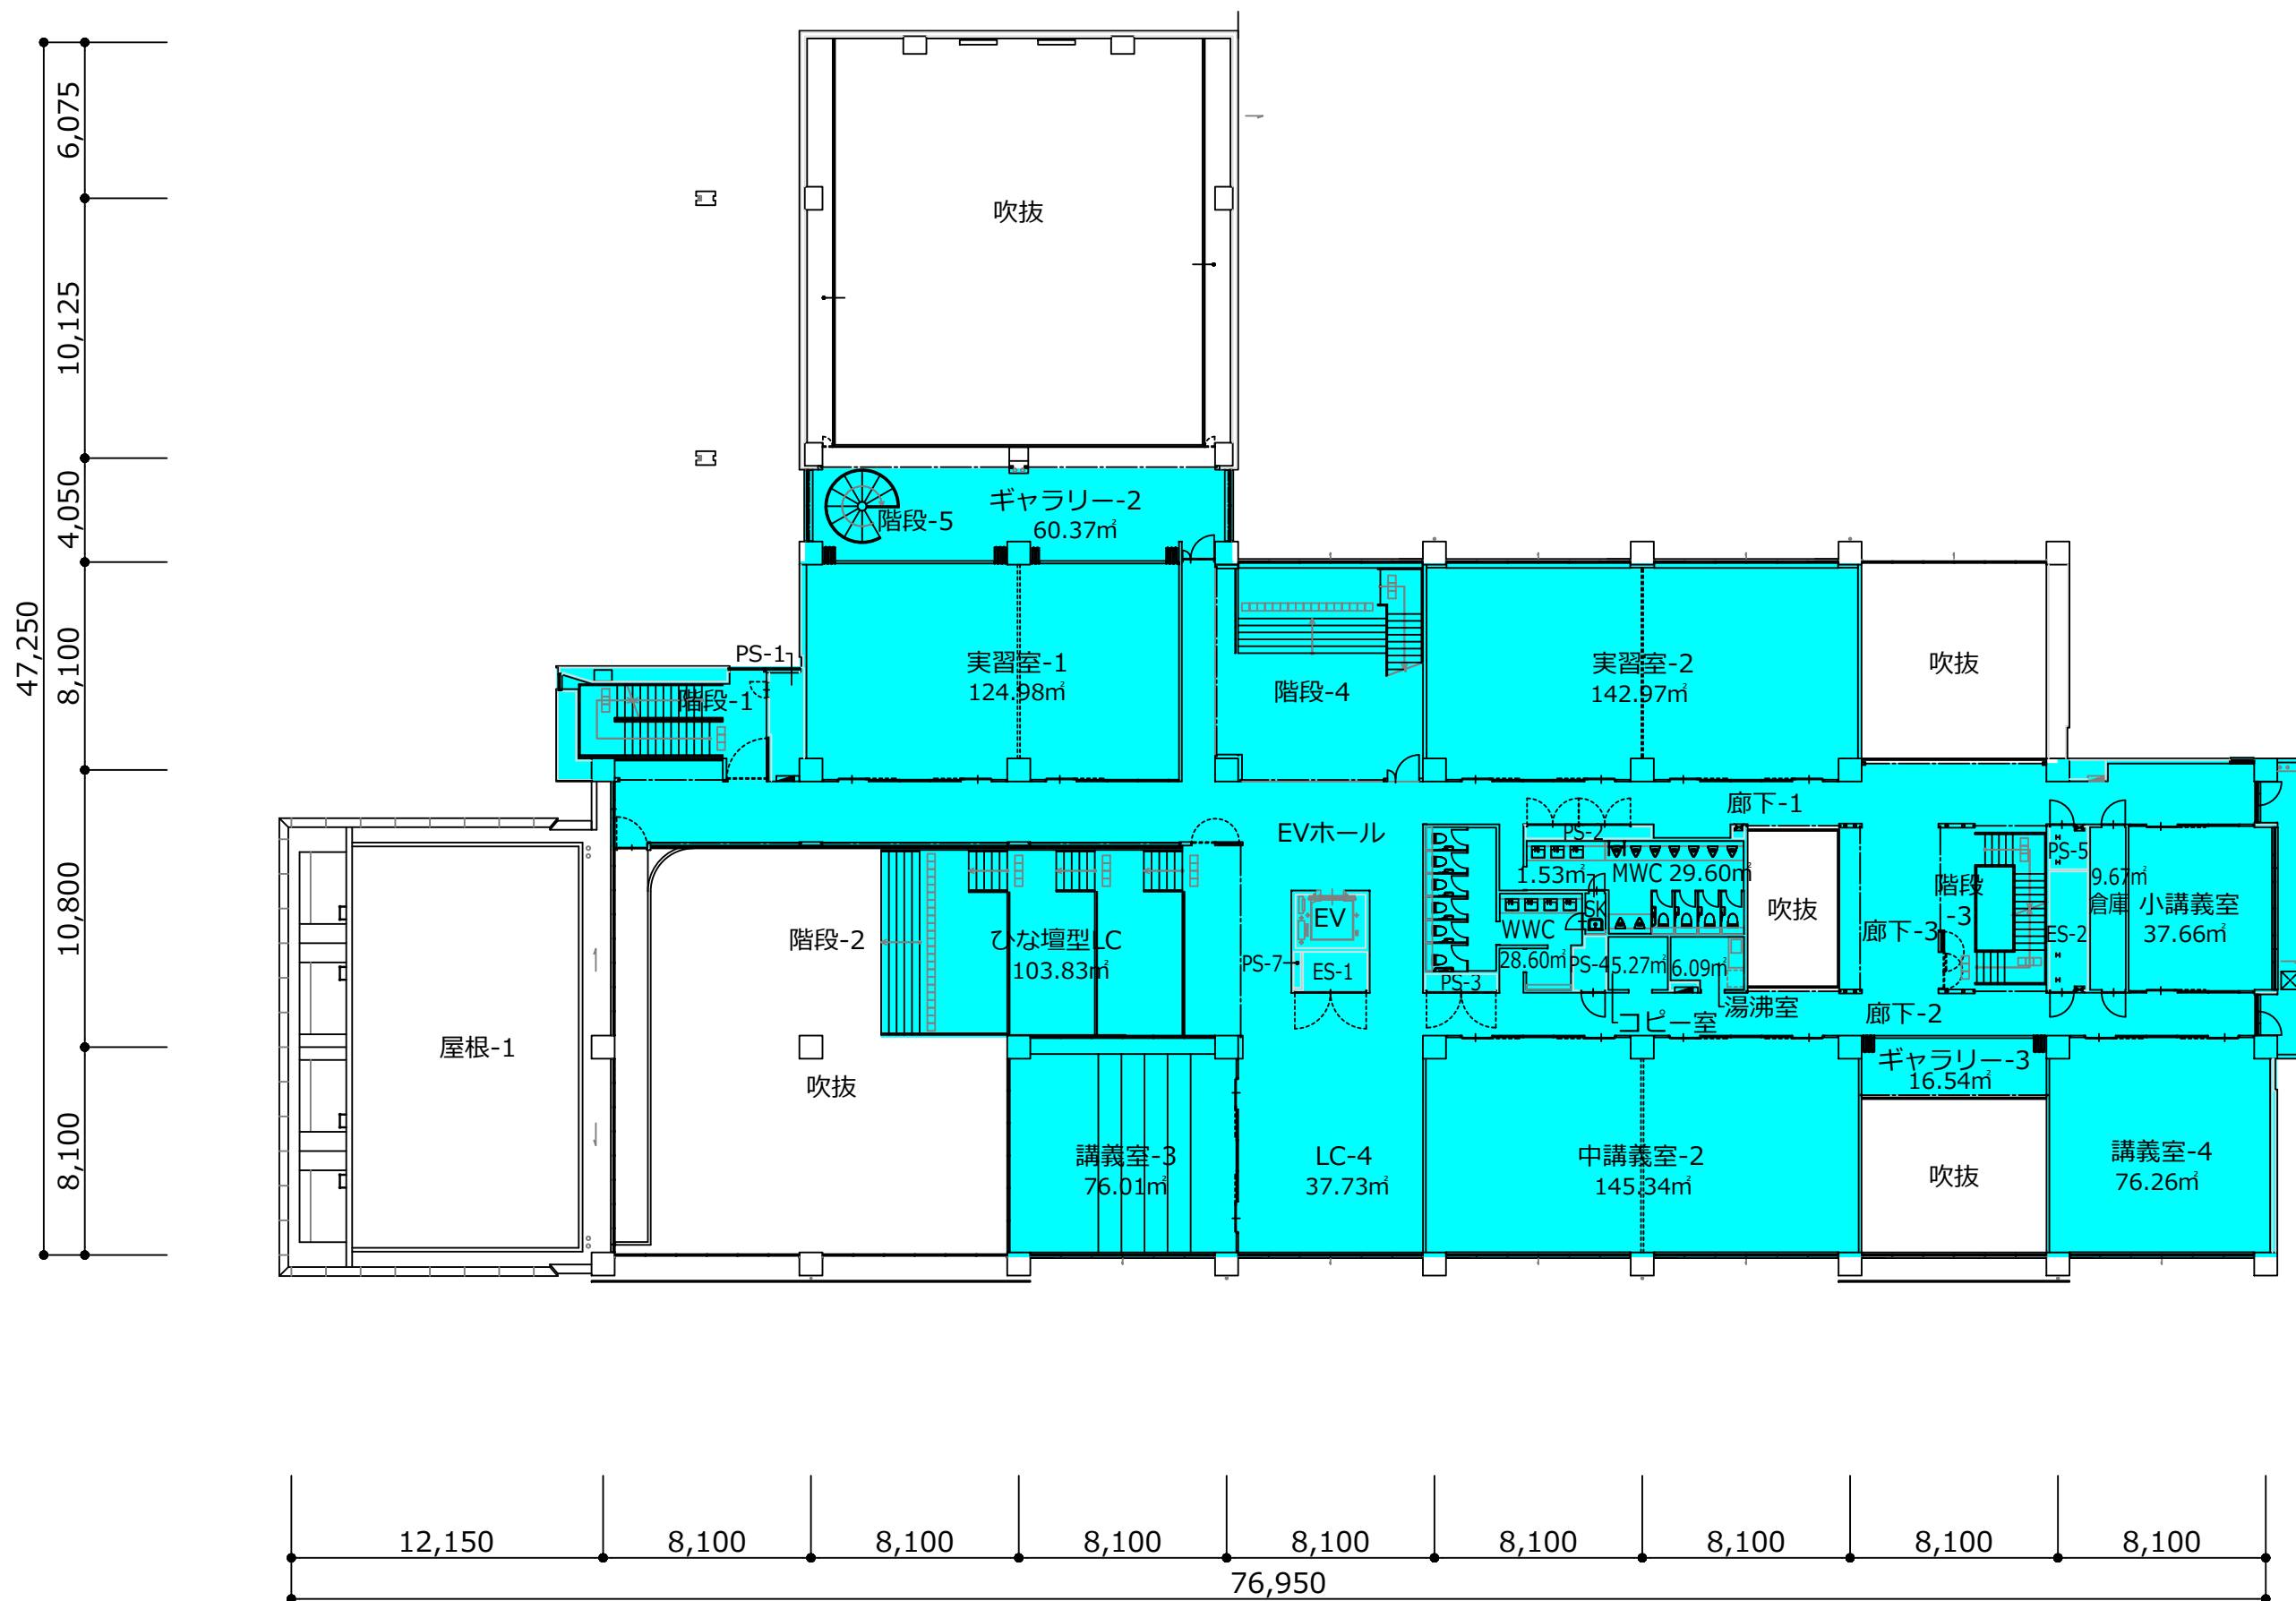 6,075
10,125
4,050
8,100
10,800
8,100
47,250
吹抜
ギャラリー-2
60.37㎡
階段-5
PS-1
階段-1
実習室-1
124.98㎡
階段-4
実習室-2
142.97㎡
吹抜
廊下-1
EVホール
PS-2
1.53㎡
MWC 29.60㎡
SK
WWC
28.60㎡
PS-3
PS-4
5.27㎡
6.09㎡
コピー室
湯沸室
吹抜
階段
-3
廊下-3
廊下-2
PS-5
9.67㎡
倉庫
ES-2
小講義室
37.66㎡
EV
ES-1
PS-7
階段-2
ひな壇型LC
103.83㎡
屋根-1
吹抜
講義室-3
76.01㎡
LC-4
37.73㎡
中講義室-2
145.34㎡
ギャラリー-3
16.54㎡
吹抜
講義室-4
76.26㎡
12,150
8,100
8,100
8,100
8,100
8,100
8,100
8,100
8,100
76,950